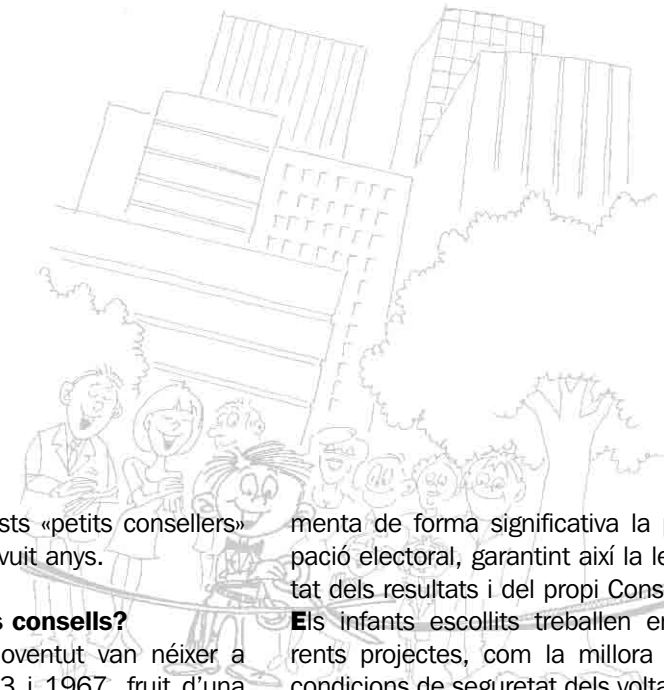 sts «petits consellers»
vuit anys.
s consells?
oventut van néixer a
3 i 1967, fruit d'una
menta de forma significativa la p
pació electoral, garantint així la le
tat dels resultats i del propi Cons
Els infants escollits treballen en
rents projectes, com la millora
condicions de seguretat dels volta